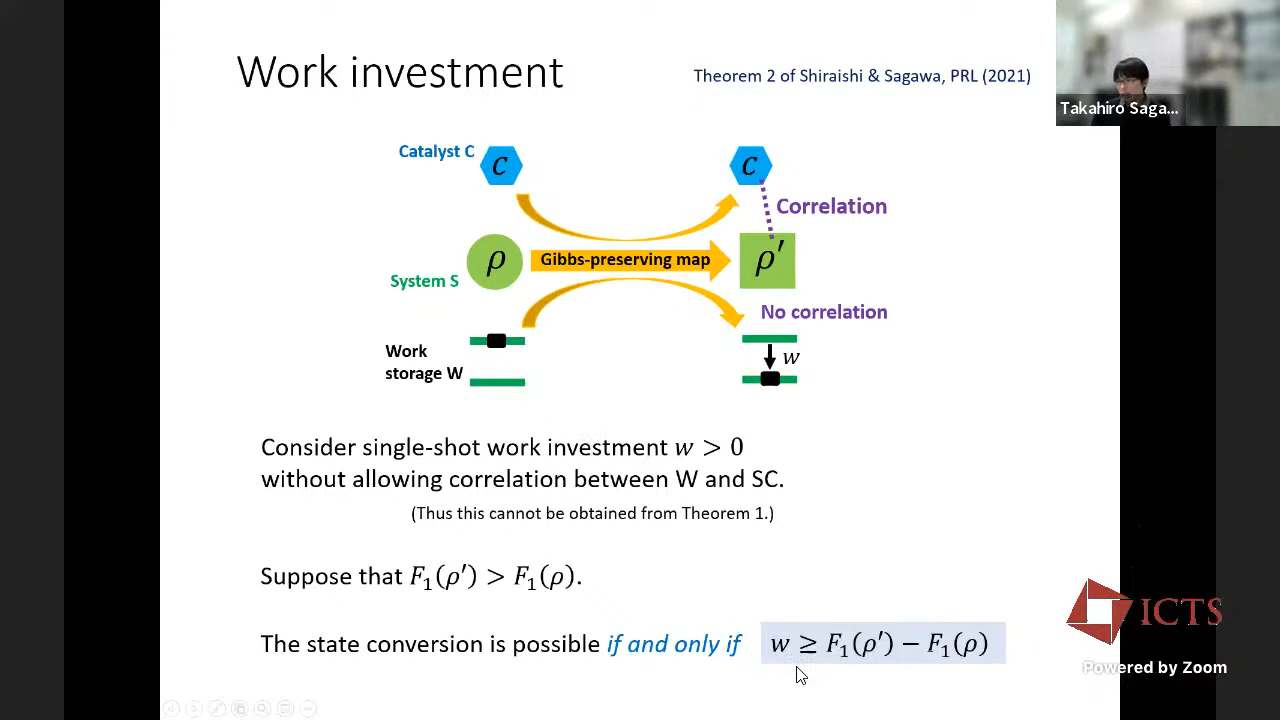 Work investment
Theorem 2 of Shiraishi & Sagawa, PRL (2021)
Takahiro Saga...
Catalyst C
c
c
Correlation
ρ
Gibbs-preserving map
ρ′
System S
No correlation
Work
storage W
w
Consider single-shot work investment w > 0
without allowing correlation between W and SC.
(Thus this cannot be obtained from Theorem 1.)
Suppose that F₁(ρ′) > F₁(ρ).
The state conversion is possible if and only if w ≥ F₁(ρ′) − F₁(ρ)
ICTS
Powered by Zoom